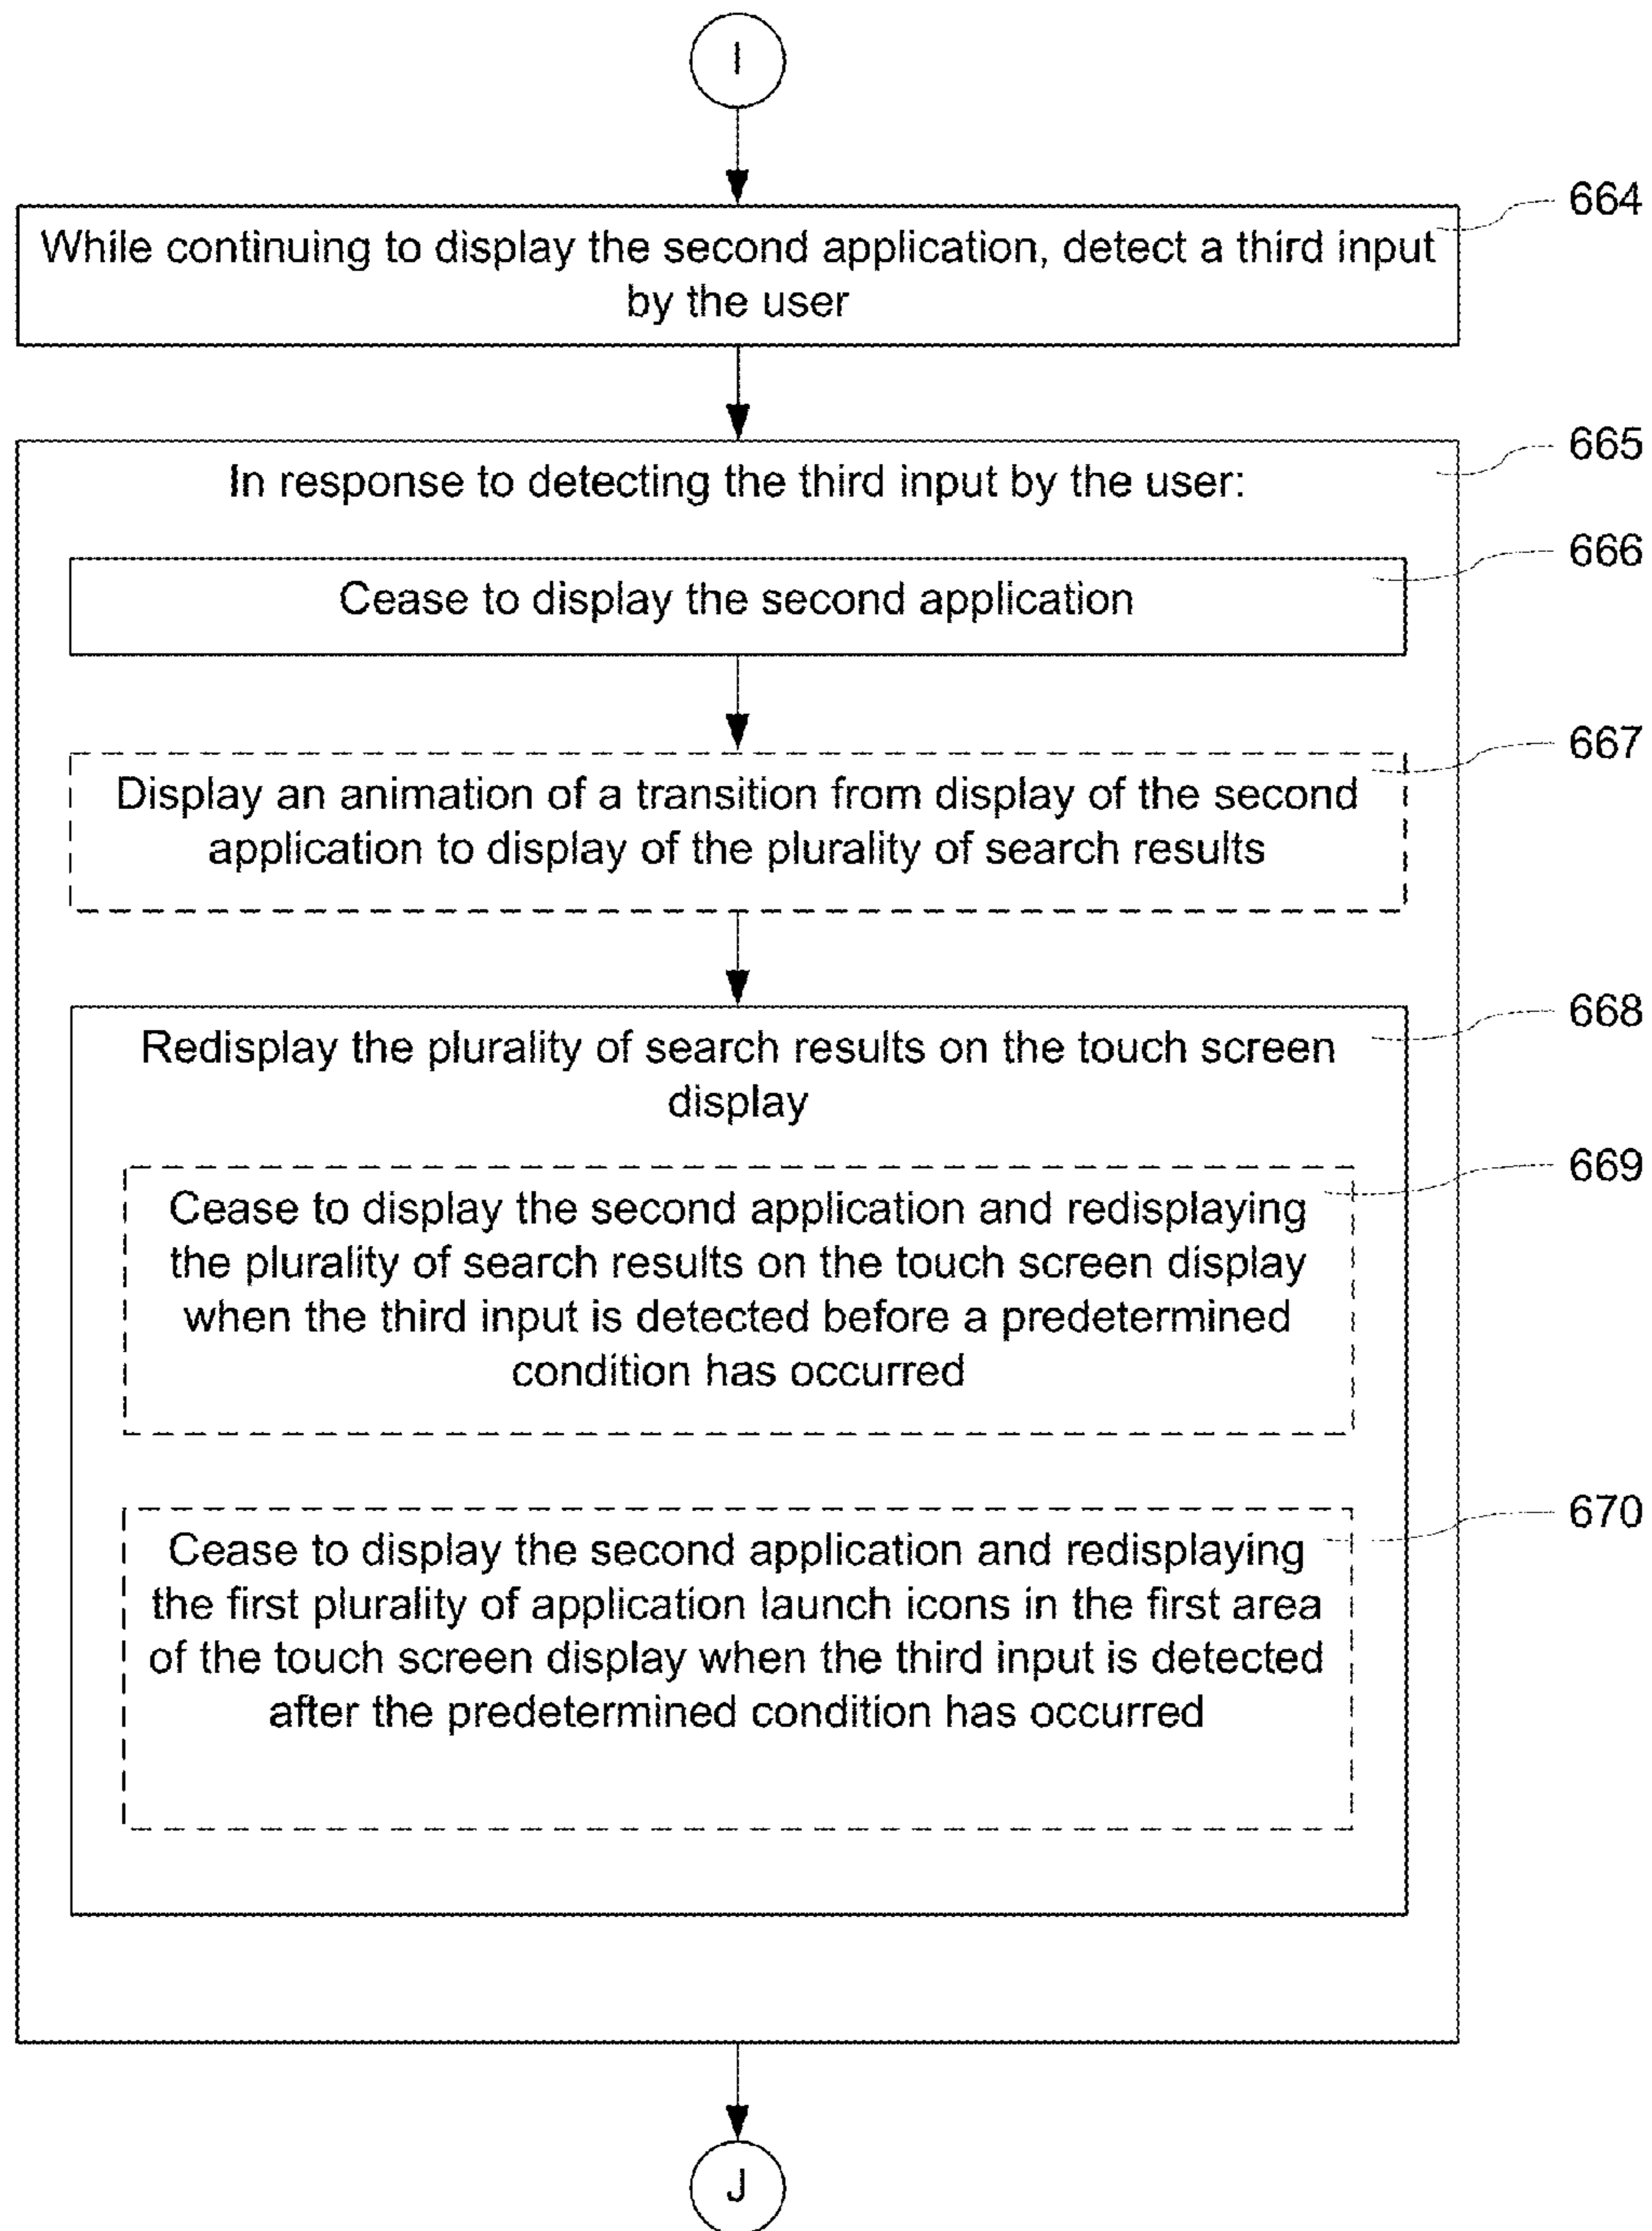 I
664
While continuing to display the second application, detect a third input
by the user
665
In response to detecting the third input by the user:
666
Cease to display the second application
667
Display an animation of a transition from display of the second
application to display of the plurality of search results
668
Redisplay the plurality of search results on the touch screen
display
669
Cease to display the second application and redisplaying
the plurality of search results on the touch screen display
when the third input is detected before a predetermined
condition has occurred
670
Cease to display the second application and redisplaying
the first plurality of application launch icons in the first area
of the touch screen display when the third input is detected
after the predetermined condition has occurred
J